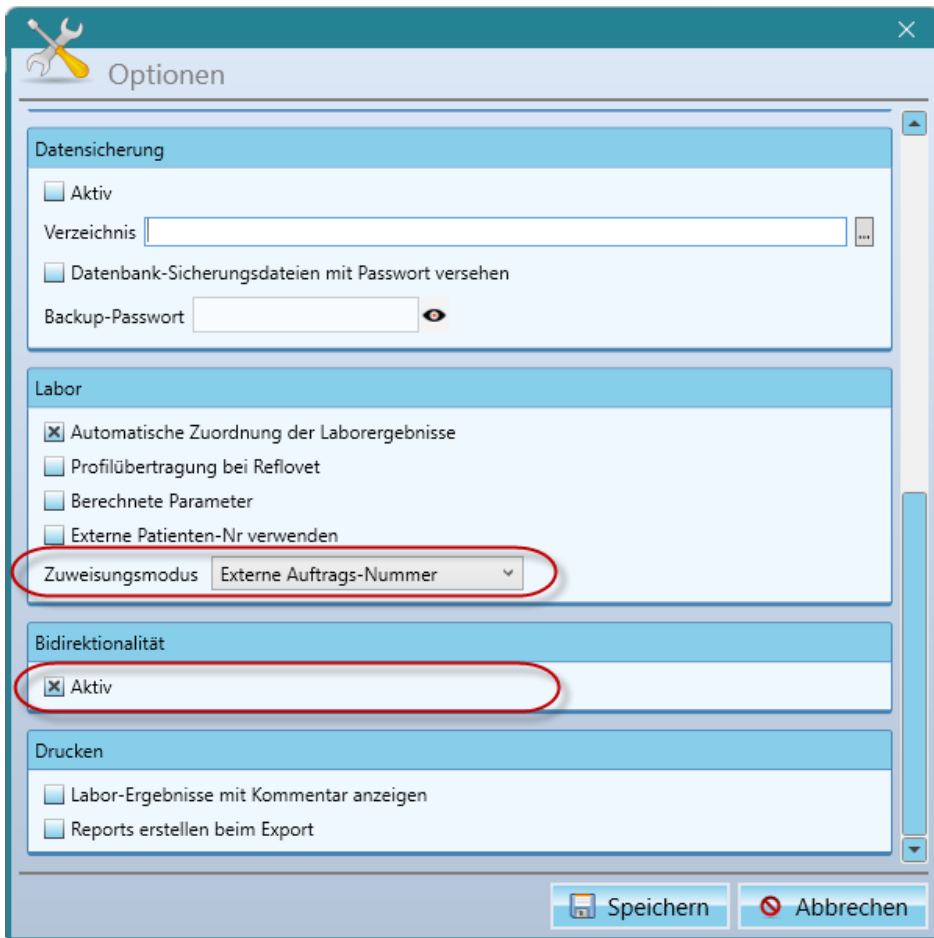 Optionen
Datensicherung
Aktiv
Verzeichnis
...
Datenbank-Sicherungsdateien mit Passwort versehen
Backup-Passwort
Labor
Automatische Zuordnung der Laborergebnisse
Profilübertragung bei Reflovet
Berechnete Parameter
Externe Patienten-Nr verwenden
Zuweisungsmodus Externe Auftrags-Nummer
Bidirektionalität
Aktiv
Drucken
Labor-Ergebnisse mit Kommentar anzeigen
Reports erstellen beim Export
Speichern Abbrechen